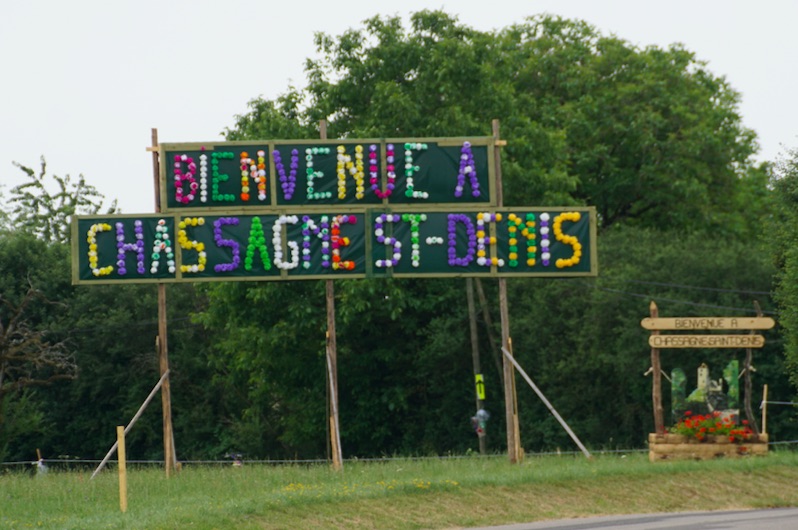 BIENVENUE A
CHASSAGNE ST-DENIS
BIENVENUE A
CHASSAGNE SAINT DENIS